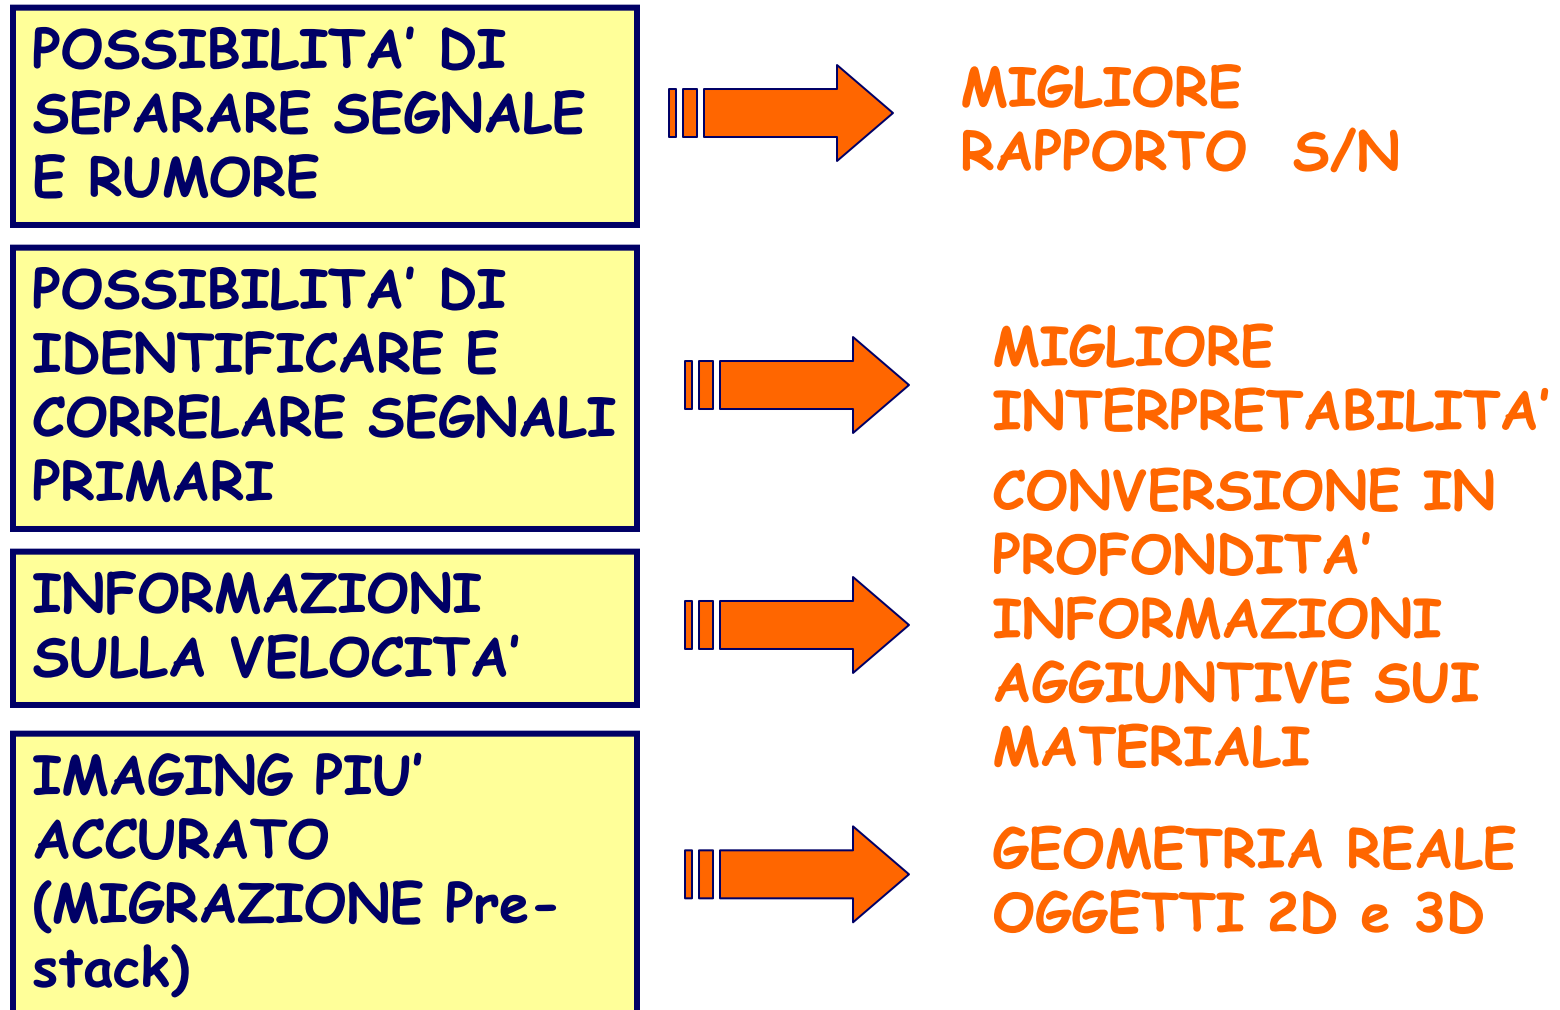 POSSIBILITA' DI
SEPARARE SEGNALE
E RUMORE
MIGLIORE
RAPPORTO S/N
POSSIBILITA' DI
IDENTIFICARE E
CORRELARE SEGNALI
PRIMARI
MIGLIORE
INTERPRETABILITA'
INFORMAZIONI
SULLA VELOCITA'
CONVERSIONE IN
PROFONDITA'
INFORMAZIONI
AGGIUNTIVE SUI
MATERIALI
IMAGING PIU'
ACCURATO
(MIGRAZIONE Pre-
stack)
GEOMETRIA REALE
OGGETTI 2D e 3D